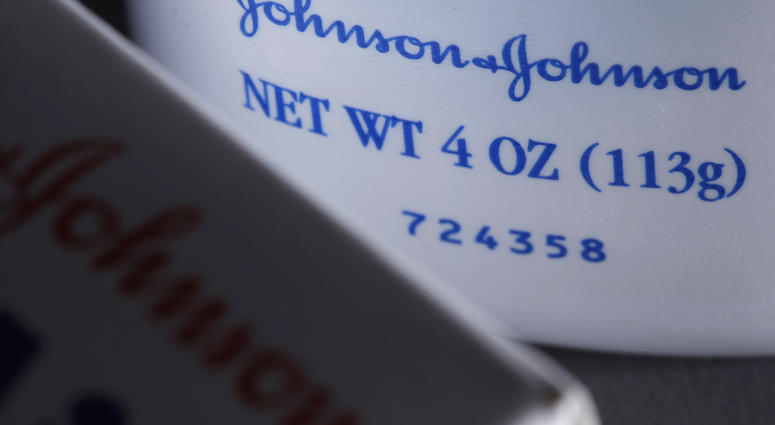 Johnson & Johnson
NET WT 4 OZ (113g)
724358
Johnson